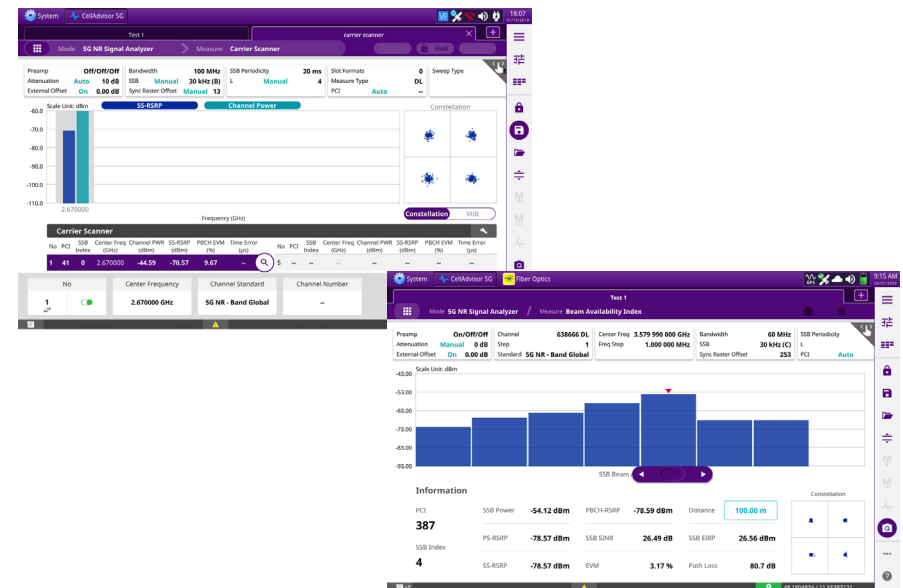 System CellAdvisor 5G 18:07
01/15/2019
Test 1 carrier scanner × +
Mode 5G NR Signal Analyzer Measure Carrier Scanner Hold
Preamp Off/Off/Off Bandwidth 100 MHz SSB Periodicity 20 ms Slot Formats 0 Sweep Type
Attenuation Auto 10 dB SSB Manual 30 kHz (B) L Manual 4 Measure Type DL
External Offset On 0.00 dB Sync Raster Offset Manual 13 PCI Auto --
Scale Unit: dBm SS-RSRP Channel Power Constellation
-60.0
-70.0
-80.0
-90.0
-100.0
-110.0
2.670000
Frequency (GHz)
Constellation MIB
Carrier Scanner
No PCI SSB Index Center Freq (GHz) Channel PWR (dBm) SS-RSRP (dBm) PBCH EVM (%) Time Error (μs) No PCI SSB Index Center Freq (GHz) Channel PWR (dBm) SS-RSRP (dBm) PBCH EVM (%) Time Error (μs)
1 41 0 2.670000 -44.59 -70.57 9.67 -- 5 -- -- -- -- -- -- --
No Center Frequency Channel Standard Channel Number
1 2.670000 GHz 5G NR - Band Global --
System CellAdvisor 5G Fiber Optics GPS 9:15 AM
Test 1 +
Mode 5G NR Signal Analyzer / Measure Beam Availability Index
Preamp On/Off/Off Channel 638666 DL Center Freq 3.579 990 000 GHz Bandwidth 60 MHz SSB Periodicity
Attenuation Manual 0 dB Step 1 Freq Step 1.000 000 MHz SSB 30 kHz (C) L
External Offset On 0.00 dB Standard 5G NR - Band Global Sync Raster Offset 253 PCI Auto
Scale Unit: dBm
-43.00
-53.00
-63.00
-73.00
-83.00
-93.00
SSB Beam
Information
Constellation
PCI SSB Power -54.12 dBm PBCH-RSRP -78.59 dBm Distance 100.00 m
387
PS-RSRP -78.57 dBm SSB SINR 26.49 dB SSB EIRP 26.56 dBm
SSB Index
4 SS-RSRP -78.57 dBm EVM 3.17 % Path Loss 80.7 dB